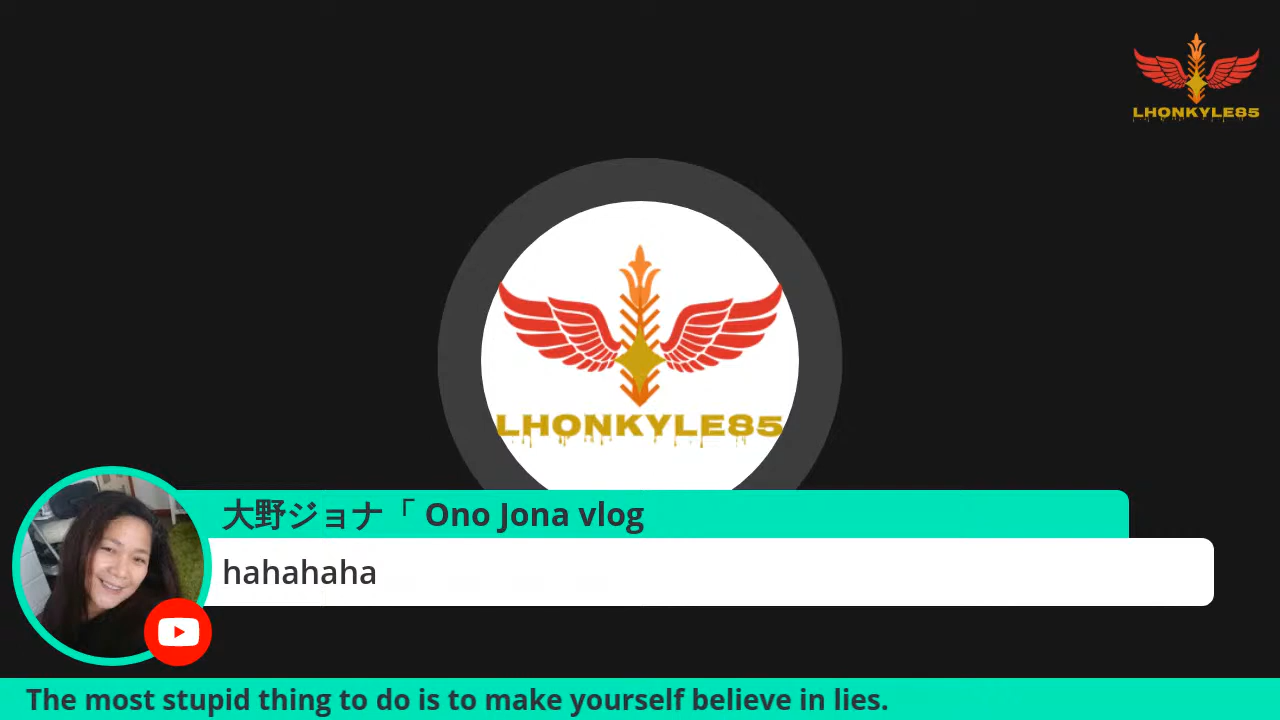 LHONKYLE85
LHONKYLE85
大野ジョナ「 Ono Jona vlog
hahahaha
The most stupid thing to do is to make yourself believe in lies.